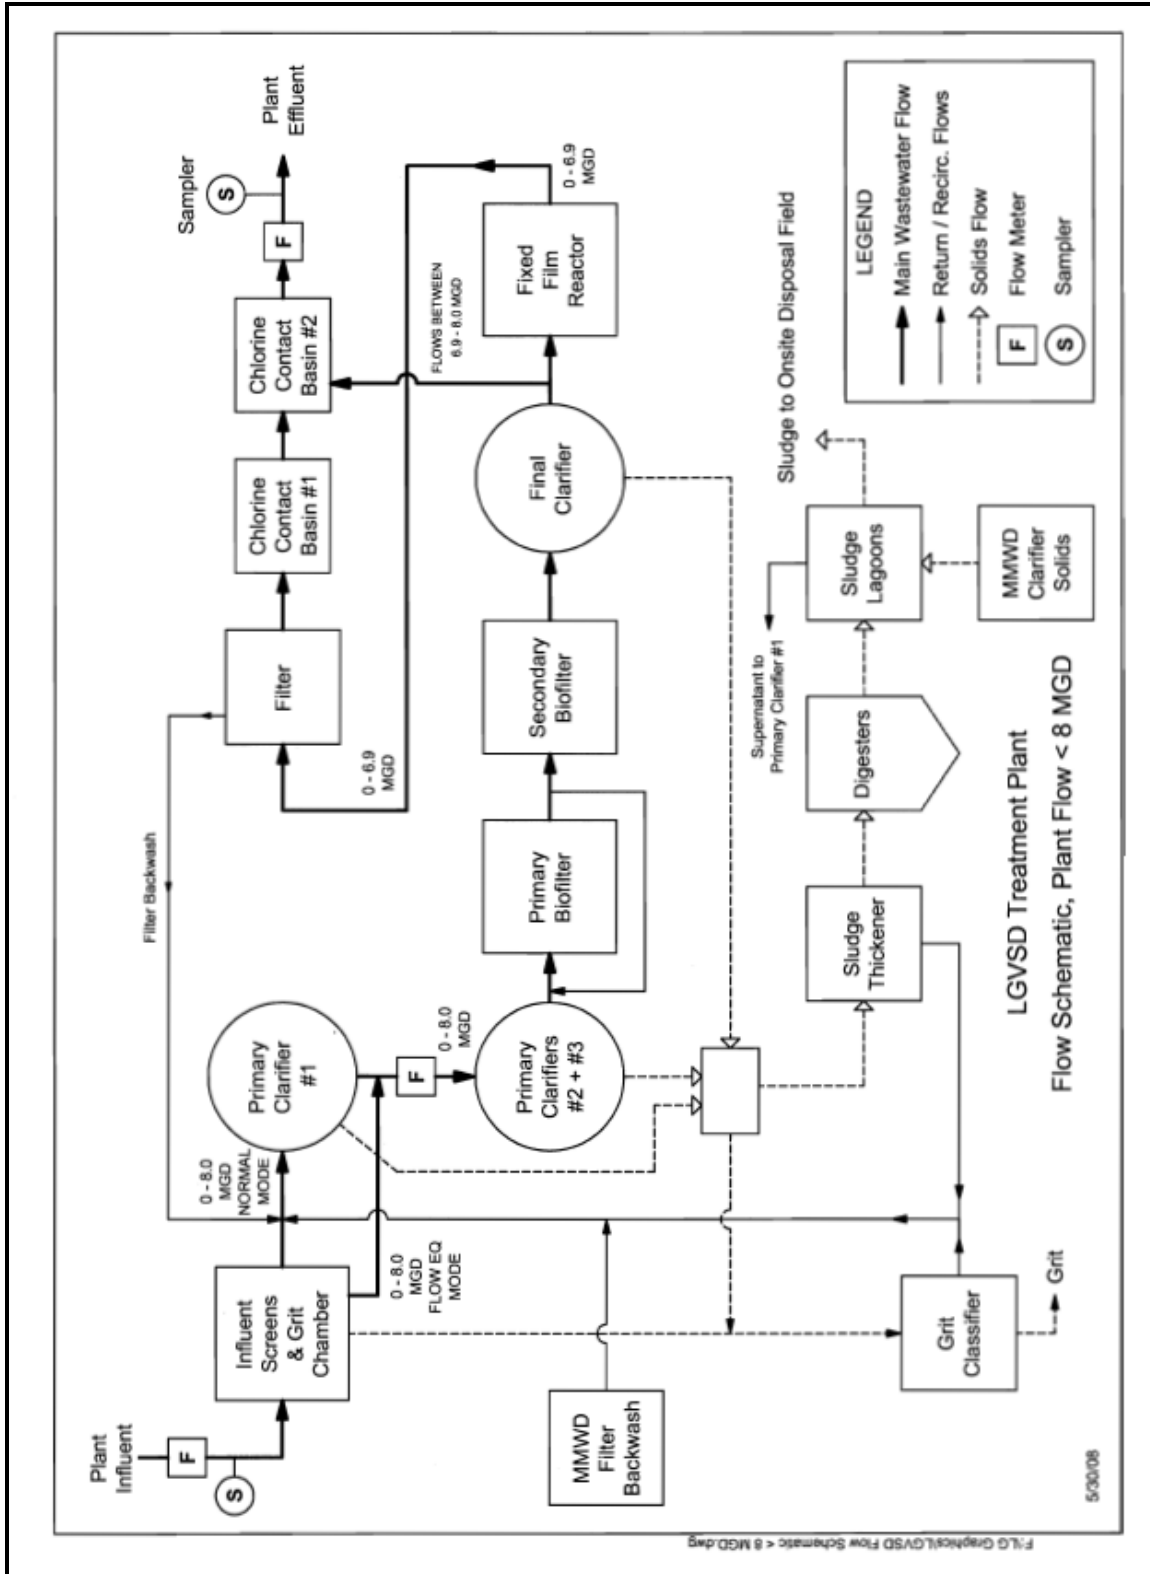 Plant
Influent
F
S
Influent
Screens
& Grit
Chamber
0 - 8.0
MGD
NORMAL
MODE
0 - 8.0
MGD
FLOW EQ
MODE
Filter Backwash
Primary
Clarifier
#1
F
0 - 8.0
MGD
Primary
Clarifiers
#2 + #3
Primary
Biofilter
Secondary
Biofilter
Final
Clarifier
Fixed
Film
Reactor
0 - 6.9
MGD
FLOWS BETWEEN
6.9 - 8.0 MGD
0 - 6.9
MGD
Filter
Chlorine
Contact
Basin #1
Chlorine
Contact
Basin #2
F
Sampler
S
Plant
Effluent
MMWD
Filter
Backwash
Grit
Classifier
Grit
Sludge
Thickener
Digesters
Sludge
Lagoons
Supernatant to
Primary Clarifier #1
Sludge to Onsite Disposal Field
MMWD
Clarifier
Solids
LEGEND
Main Wastewater Flow
Return / Recirc. Flows
Solids Flow
F
Flow Meter
S
Sampler
LGVSD Treatment Plant
Flow Schematic, Plant Flow < 8 MGD
5/30/08
F:\LG Graphics\LGVSD Flow Schematic < 8 MGD.dwg